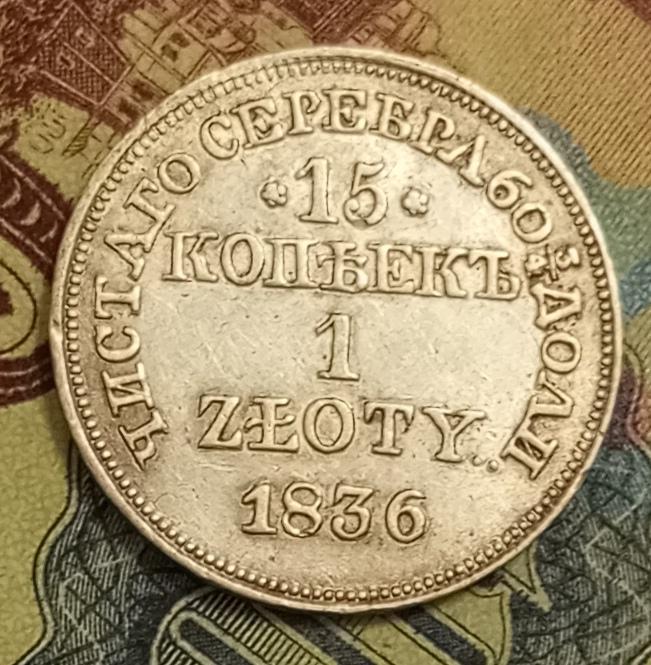 ЧИСТАГО СЕРЕБРА 60 3/4 ДОЛИ
15
КОПѢЕКЪ
1
ZŁOTY.
1836